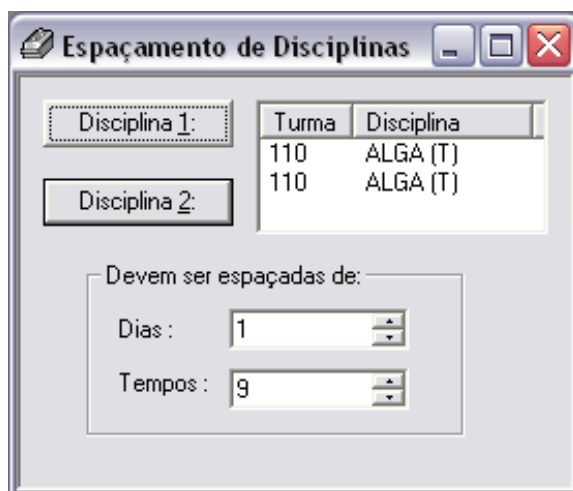 Espaçamento de Disciplinas
Disciplina 1:
Disciplina 2:
Turma Disciplina
110 ALGA (T)
110 ALGA (T)
Devem ser espaçadas de:
Dias : 1
Tempos : 9